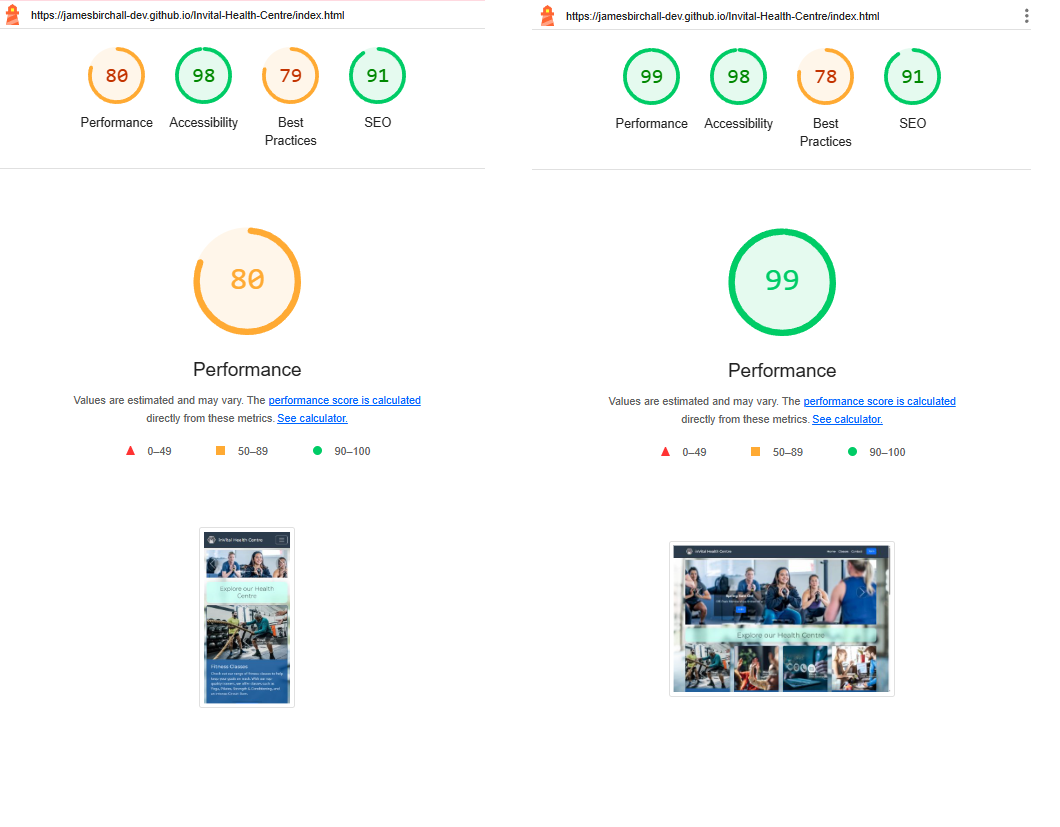 https://jamesbirchall-dev.github.io/Invital-Health-Centre/index.html
80
98
79
91
Performance
Accessibility
Best
Practices
SEO
80
Performance
Values are estimated and may vary. The performance score is calculated
directly from these metrics. See calculator.
0–49
50–89
90–100
InVital Health Centre
Explore our Health
Centre
Fitness Classes
https://jamesbirchall-dev.github.io/Invital-Health-Centre/index.html
99
98
78
91
Performance
Accessibility
Best
Practices
SEO
99
Performance
Values are estimated and may vary. The performance score is calculated
directly from these metrics. See calculator.
0–49
50–89
90–100
InVital Health Centre
Home Classes Contact
Explore our Health Centre